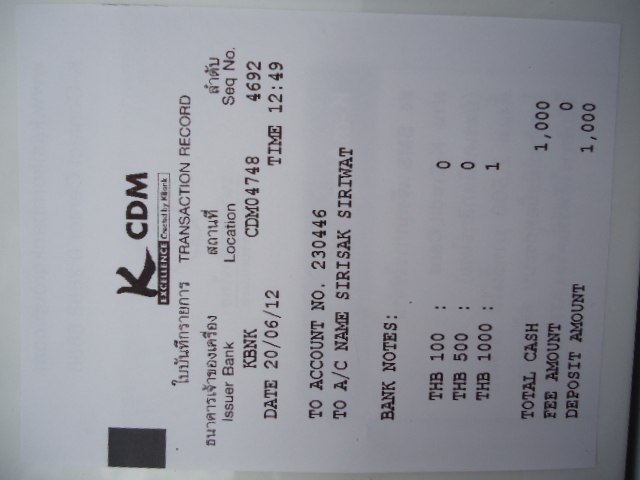 K CDM
EXCELLENCE Created by KBank
ใบบันทึกรายการ TRANSACTION RECORD
ธนาคารเจ้าของเครื่อง สถานที่ ลำดับ
Issuer Bank Location Seq No.
KBNK CDM04748 4692
DATE 20/06/12 TIME 12:49
TO ACCOUNT NO. 230446
TO A/C NAME SIRISAK SIRIWAT
BANK NOTES:
THB 100 : 0
THB 500 : 0
THB 1000 : 1
TOTAL CASH 1,000
FEE AMOUNT 0
DEPOSIT AMOUNT 1,000